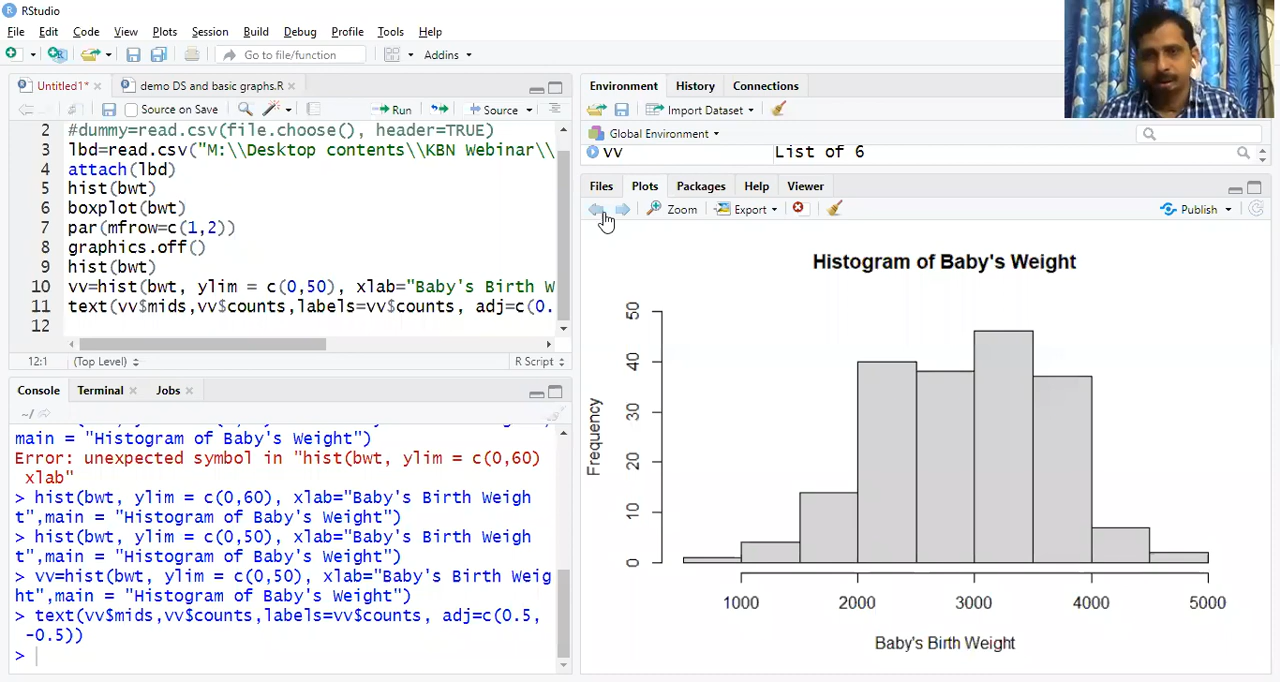 RStudio
File Edit Code View Plots Session Build Debug Profile Tools Help
Go to file/function Addins
Untitled1* demo DS and basic graphs.R
Source on Save Run Source
2 #dummy=read.csv(file.choose(), header=TRUE)
3 lbd=read.csv("M:\\Desktop contents\\KBN Webinar\\
4 attach(lbd)
5 hist(bwt)
6 boxplot(bwt)
7 par(mfrow=c(1,2))
8 graphics.off()
9 hist(bwt)
10 vv=hist(bwt, ylim = c(0,50), xlab="Baby's Birth W
11 text(vv$mids,vv$counts,labels=vv$counts, adj=c(0.
12
12:1 (Top Level) R Script
Console Terminal Jobs
~/
main = "Histogram of Baby's Weight")
Error: unexpected symbol in "hist(bwt, ylim = c(0,60)
xlab"
> hist(bwt, ylim = c(0,60), xlab="Baby's Birth Weigh
t",main = "Histogram of Baby's Weight")
> hist(bwt, ylim = c(0,50), xlab="Baby's Birth Weigh
t",main = "Histogram of Baby's Weight")
> vv=hist(bwt, ylim = c(0,50), xlab="Baby's Birth Weig
ht",main = "Histogram of Baby's Weight")
> text(vv$mids,vv$counts,labels=vv$counts, adj=c(0.5,
-0.5))
>
Environment History Connections
Import Dataset
Global Environment
vv List of 6
Files Plots Packages Help Viewer
Zoom Export Publish
Histogram of Baby's Weight
Frequency
50
40
30
20
10
0
1000 2000 3000 4000 5000
Baby's Birth Weight